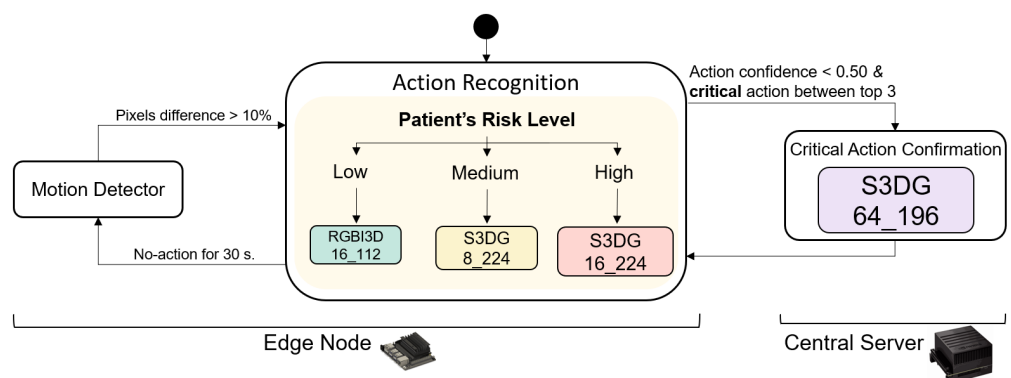 Action Recognition
Patient's Risk Level
Low
Medium
High
RGBI3D
16_112
S3DG
8_224
S3DG
16_224
Pixels difference > 10%
Motion Detector
No-action for 30 s.
Action confidence < 0.50 &
critical action between top 3
Critical Action Confirmation
S3DG
64_196
Edge Node
Central Server